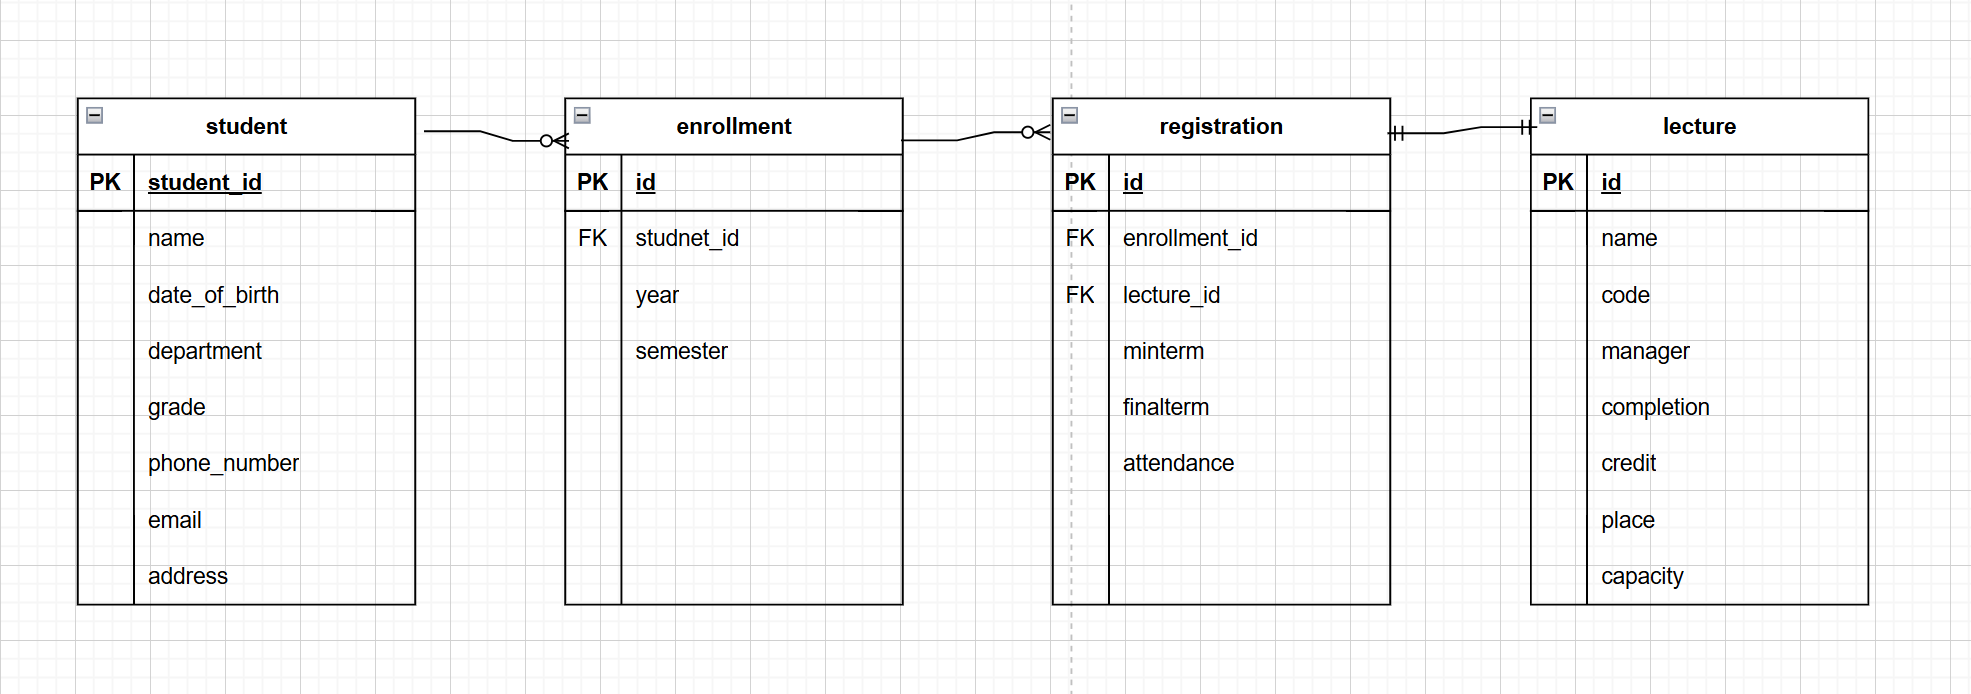 student
PK student_id
name
date_of_birth
department
grade
phone_number
email
address
enrollment
PK id
FK studnet_id
year
semester
registration
PK id
FK enrollment_id
FK lecture_id
minterm
finalterm
attendance
lecture
PK id
name
code
manager
completion
credit
place
capacity